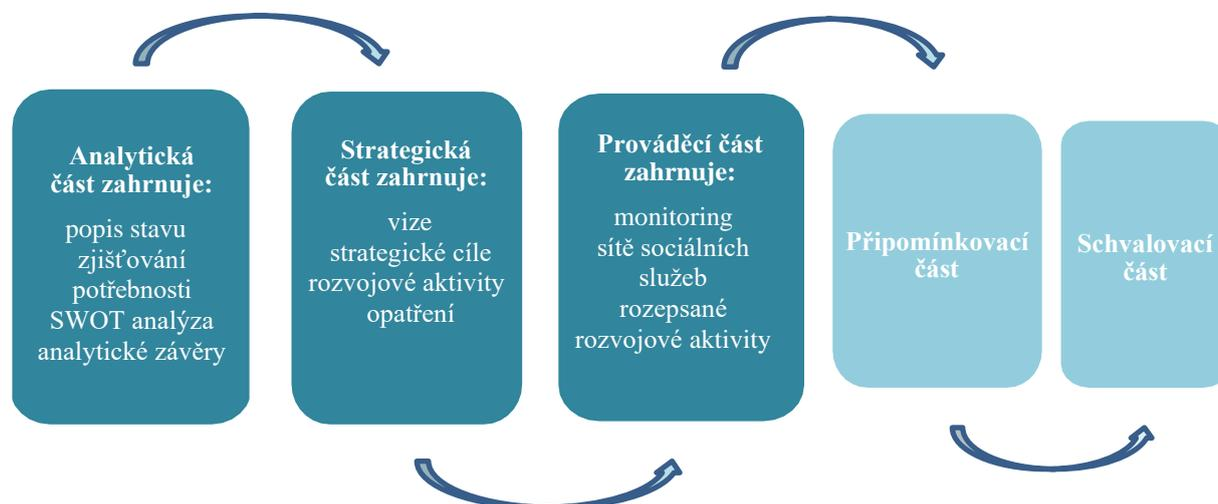 Analytická
část zahrnuje:
popis stavu
zjišťování
potřebnosti
SWOT analýza
analytické závěry
Strategická
část zahrnuje:
vize
strategické cíle
rozvojové aktivity
opatření
Prováděcí část
zahrnuje:
monitoring
sítě sociálních
služeb
rozepsané
rozvojové aktivity
Připomínkovací
část
Schvalovací
část